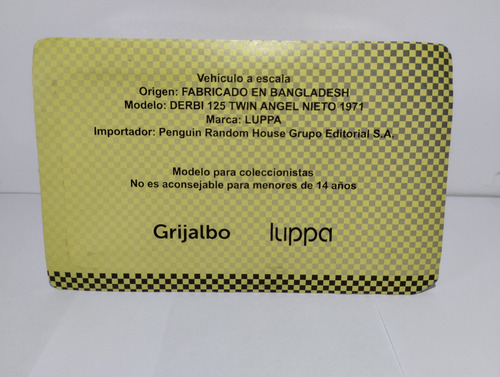 Vehículo a escala
Origen: FABRICADO EN BANGLADESH
Modelo: DERBI 125 TWIN ANGEL NIETO 1971
Marca: LUPPA
Importador: Penguin Random House Grupo Editorial S.A.
Modelo para coleccionistas
No es aconsejable para menores de 14 años
Grijalbo luppa